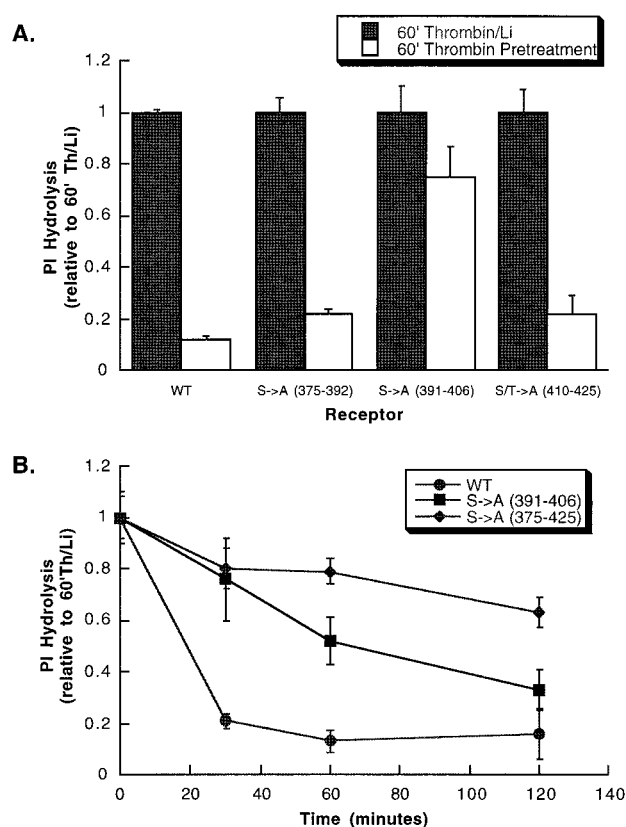 A.
60' Thrombin/Li
60' Thrombin Pretreatment
PI Hydrolysis
(relative to 60' Th/Li)
1.2
1
0.8
0.6
0.4
0.2
0
WT
S->A (375-392)
S->A (391-406)
S/T->A (410-425)
Receptor
B.
WT
S->A (391-406)
S->A (375-425)
PI Hydrolysis
(relative to 60'Th/Li)
1.2
1
0.8
0.6
0.4
0.2
0
0
20
40
60
80
100
120
140
Time (minutes)